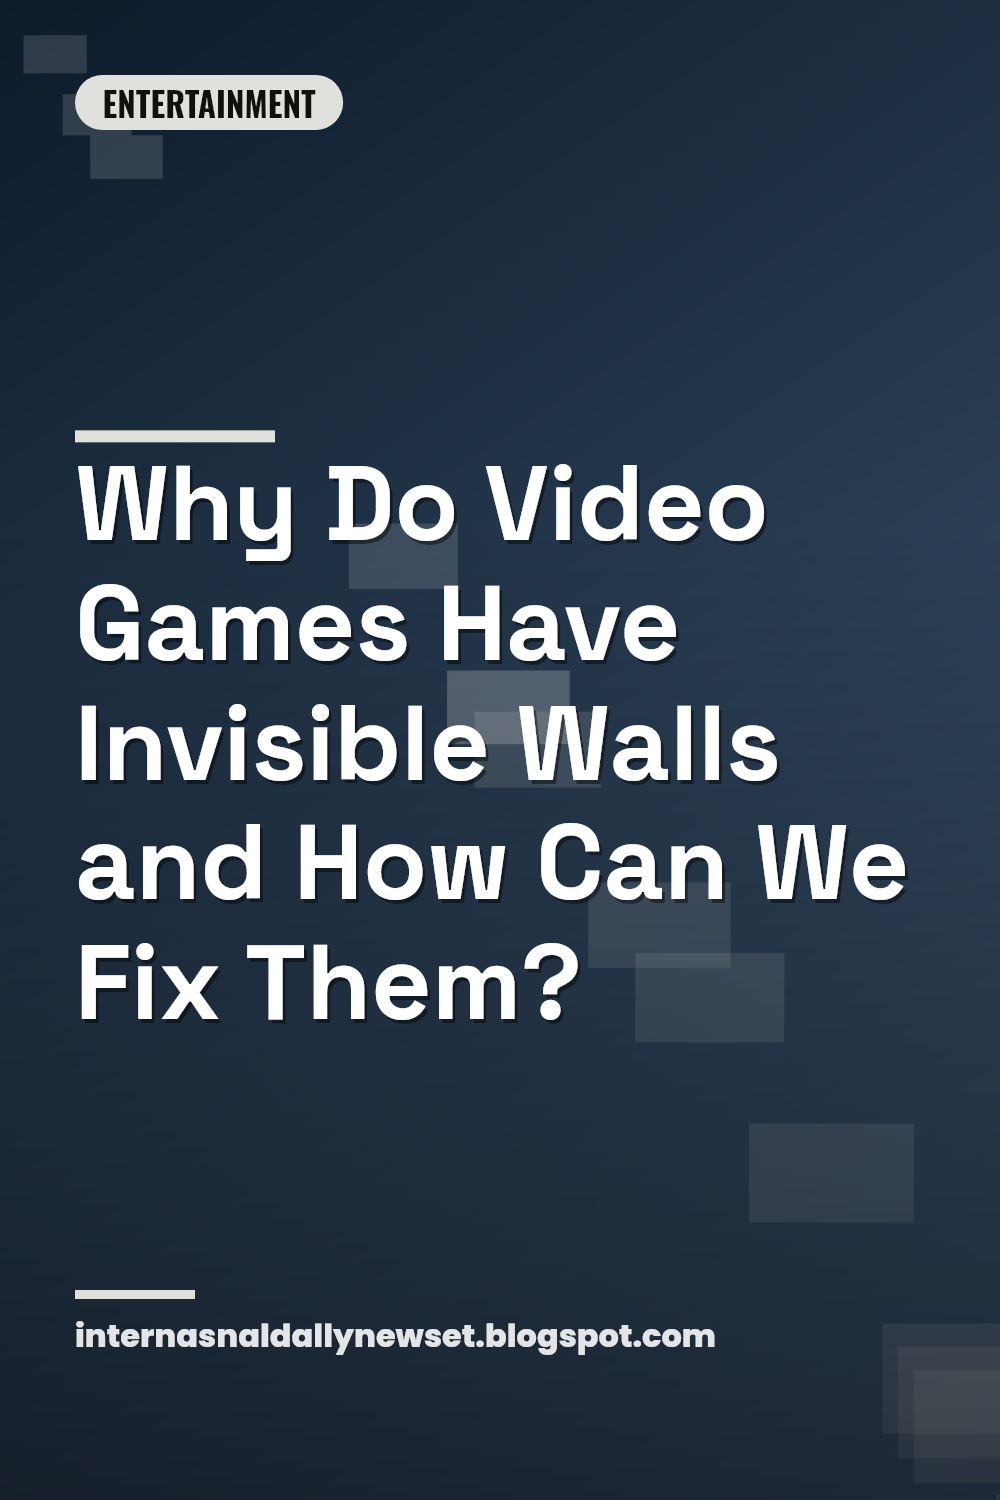 ENTERTAINMENT
Why Do Video
Games Have
Invisible Walls
and How Can We
Fix Them?
internasnaldallynewset.blogspot.com